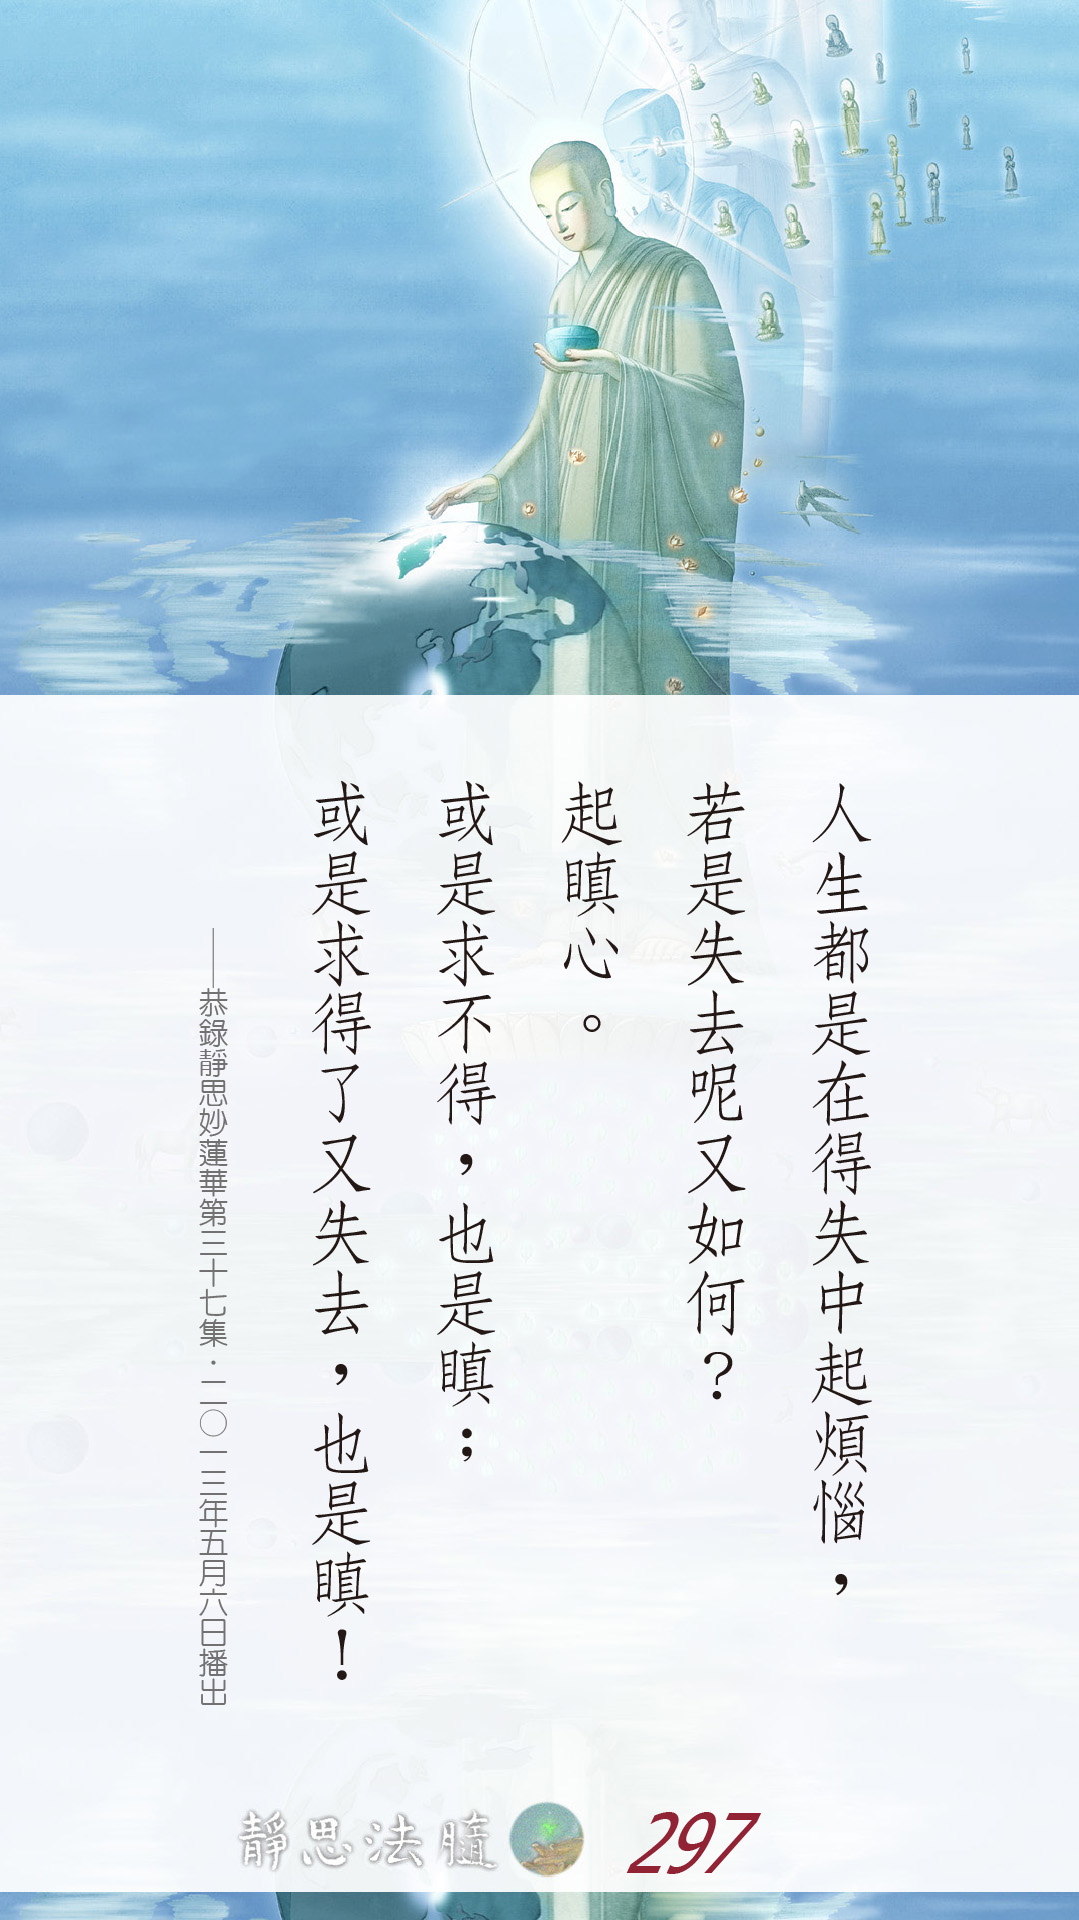 人生都是在得失中起煩惱，
若是失去呢又如何？
起瞋心。
或是求不得，也是瞋；
或是求得了又失去，也是瞋！
——恭錄靜思妙蓮華第三十七集．二〇一三年五月六日播出
靜思法髓
297